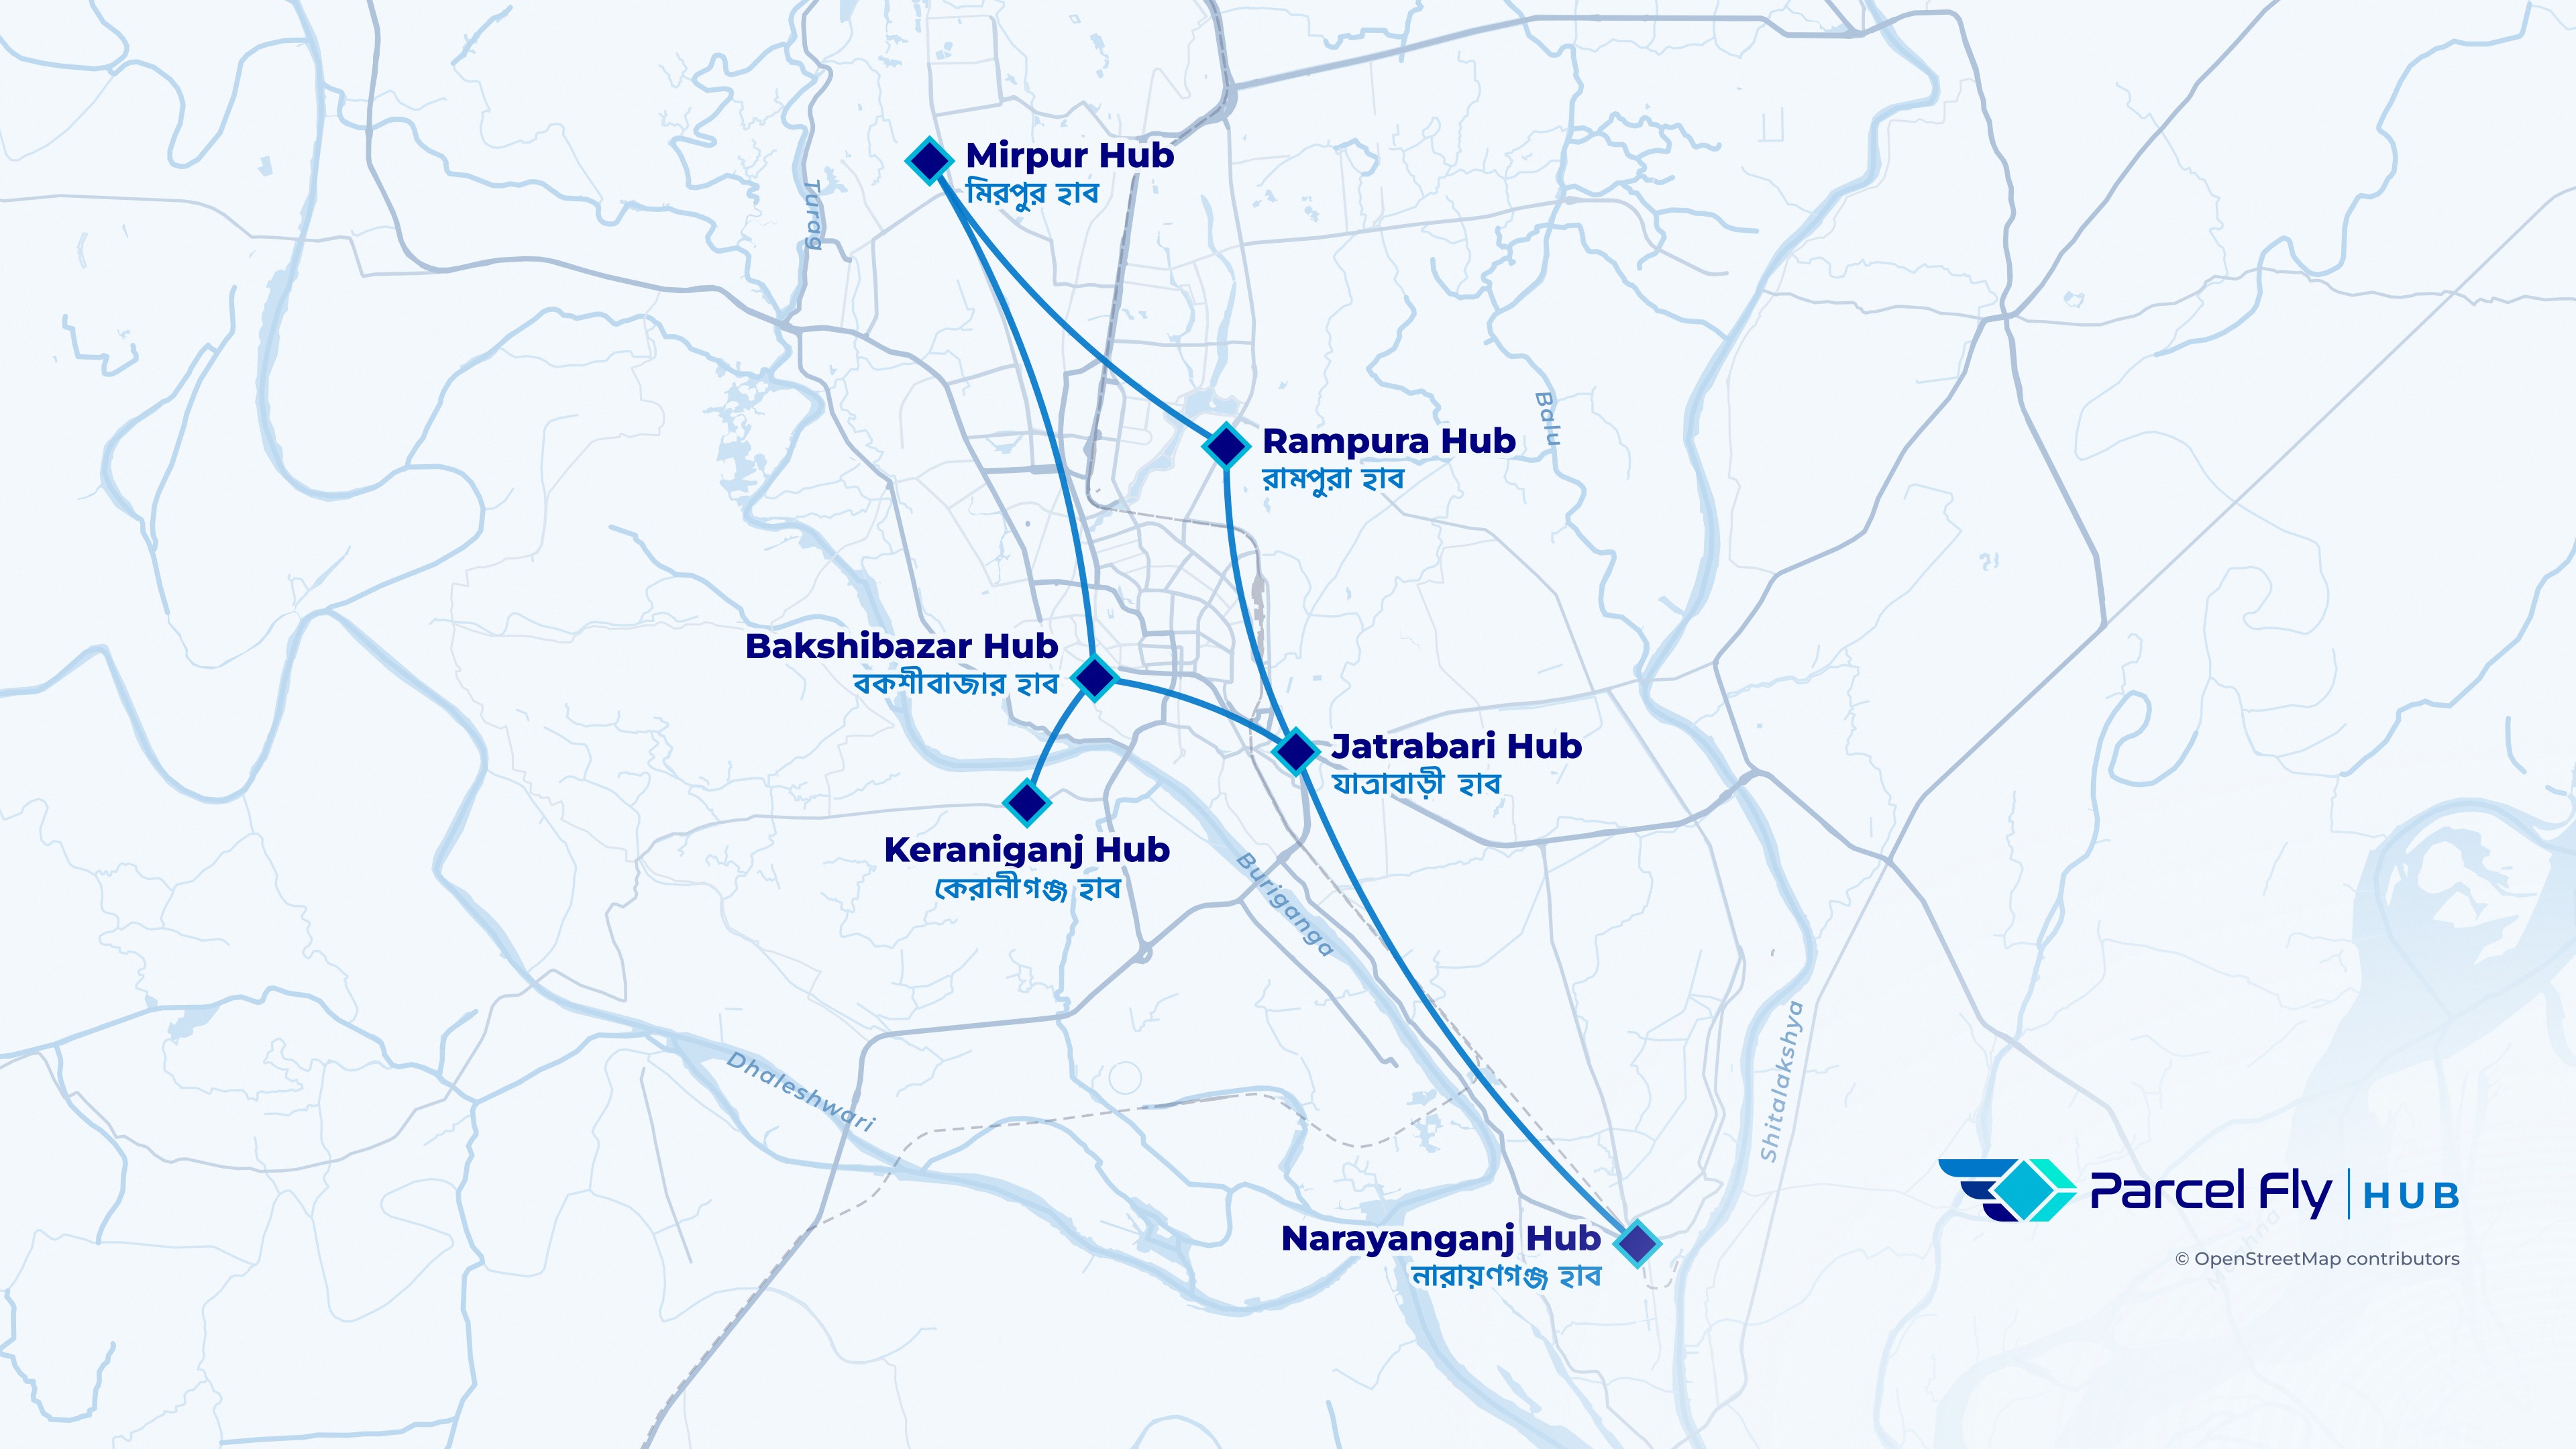 Mirpur Hub
মিরপুর হাব
Turag
Rampura Hub
রামপুরা হাব
Balu
Bakshibazar Hub
বকশীবাজার হাব
Jatrabari Hub
যাত্রাবাড়ী হাব
Keraniganj Hub
কেরানীগঞ্জ হাব
Buriganga
Dhaleshwari
Shitalakshya
Narayanganj Hub
নারায়ণগঞ্জ হাব
Parcel Fly | HUB
© OpenStreetMap contributors